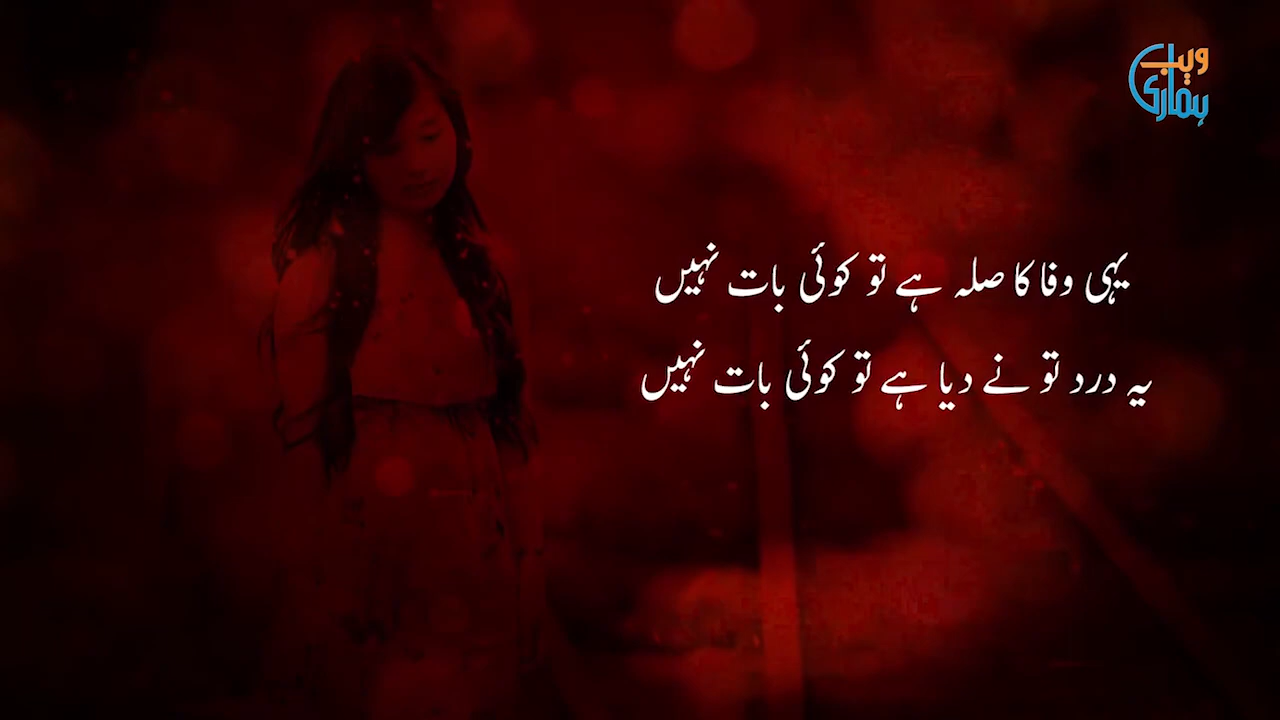 ہماری ویب
یہی وفا کا صلہ ہے تو کوئی بات نہیں
یہ درد تو نے دیا ہے تو کوئی بات نہیں